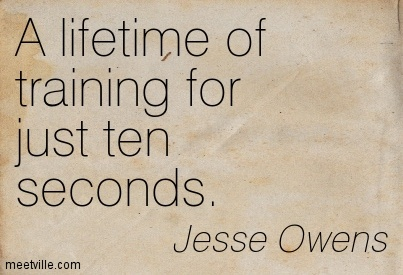 A lifetime of
training for
just ten
seconds.
Jesse Owens
meetville.com